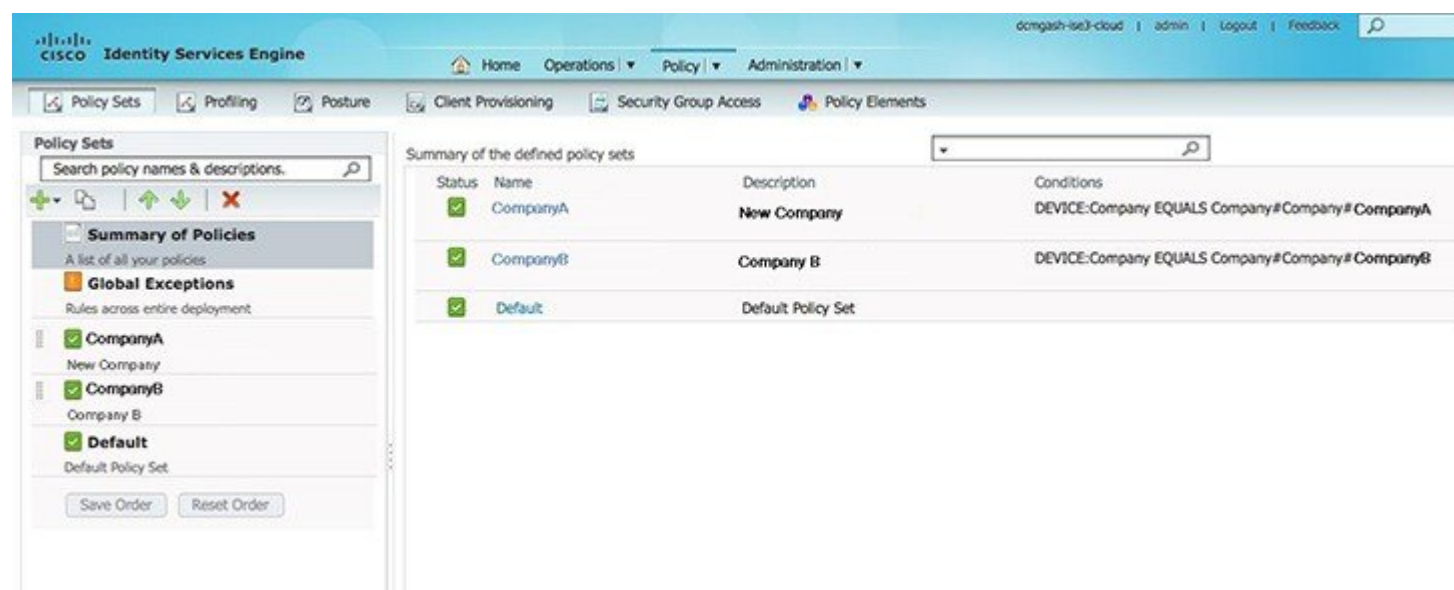 dcmgash-ise3-cloud | admin | Logout | Feedback
CISCO Identity Services Engine
Home Operations | Policy | Administration |
Policy Sets Profiling Posture Client Provisioning Security Group Access Policy Elements
Policy Sets
Search policy names & descriptions.
Summary of Policies
A list of all your policies
Global Exceptions
Rules across entire deployment
CompanyA
New Company
CompanyB
Company B
Default
Default Policy Set
Save Order Reset Order
Summary of the defined policy sets
Status Name Description Conditions
CompanyA New Company DEVICE:Company EQUALS Company#Company#CompanyA
CompanyB Company B DEVICE:Company EQUALS Company#Company#CompanyB
Default Default Policy Set